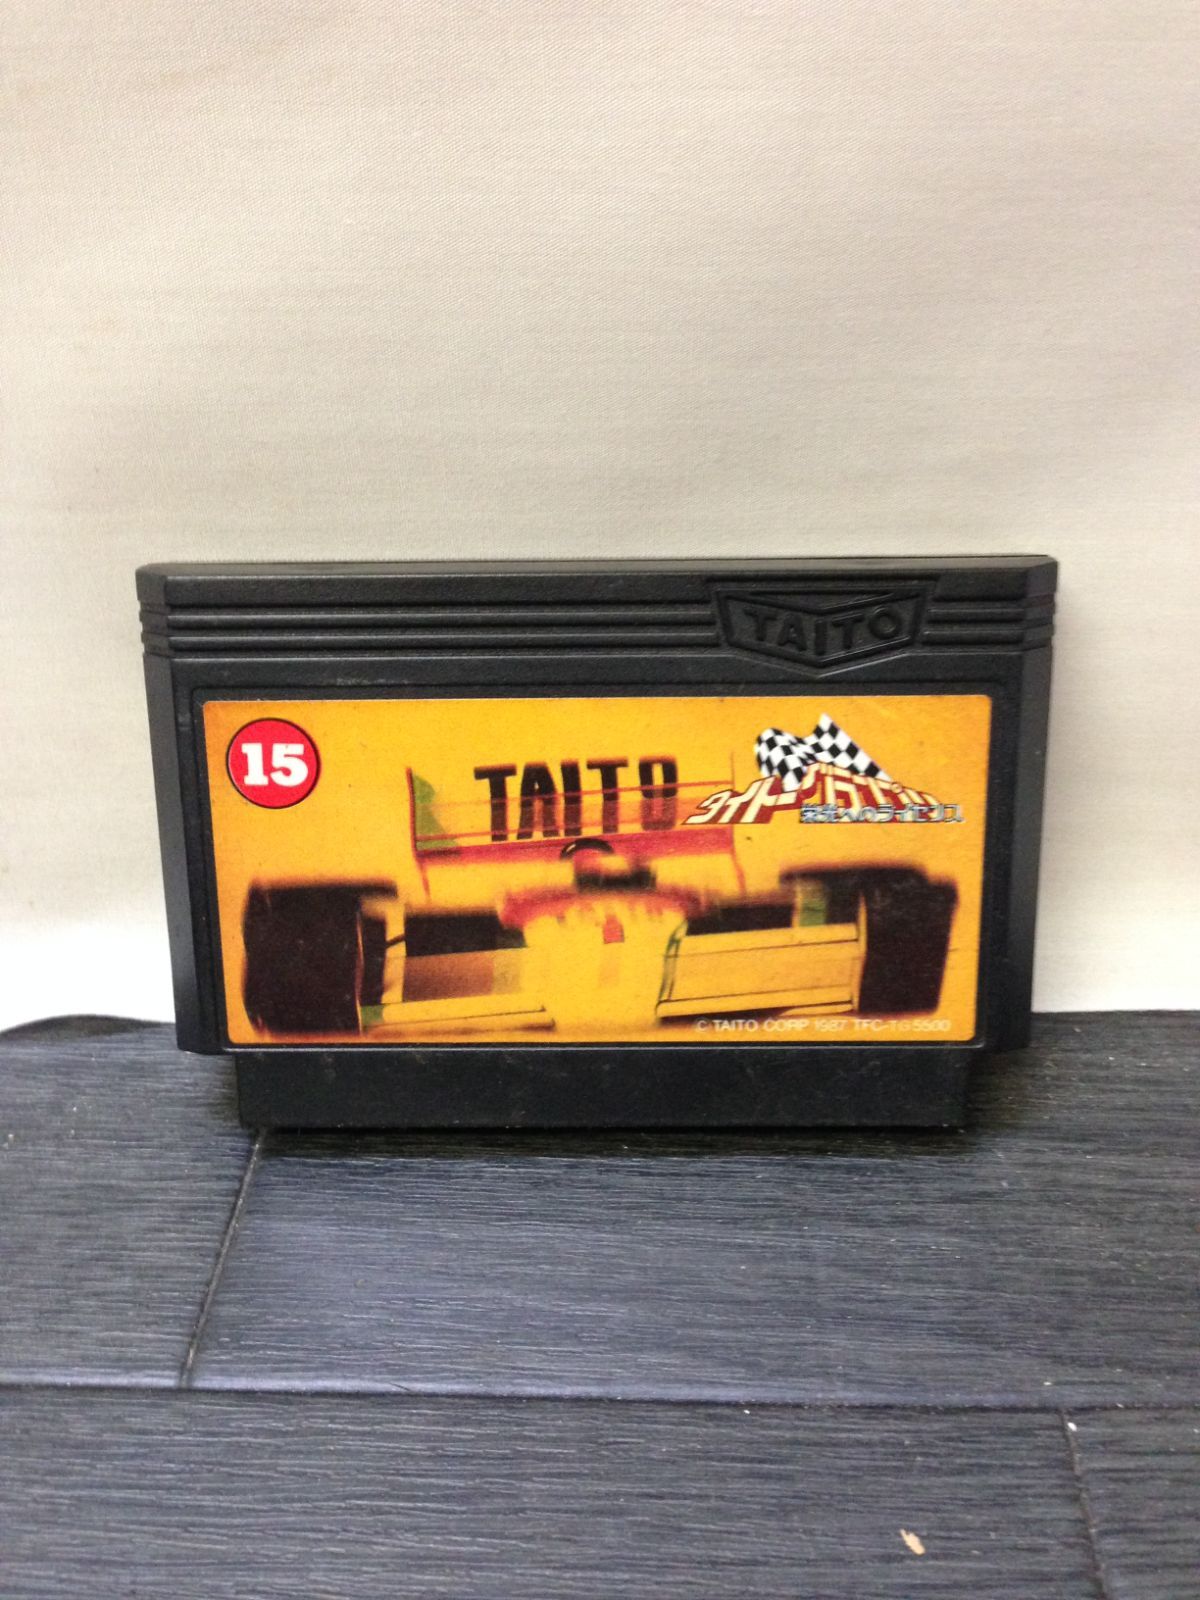 TAITO
15
TAITO
タイトーグランプリ
栄光へのライセンス
© TAITO CORP 1987 TFC-TG5500